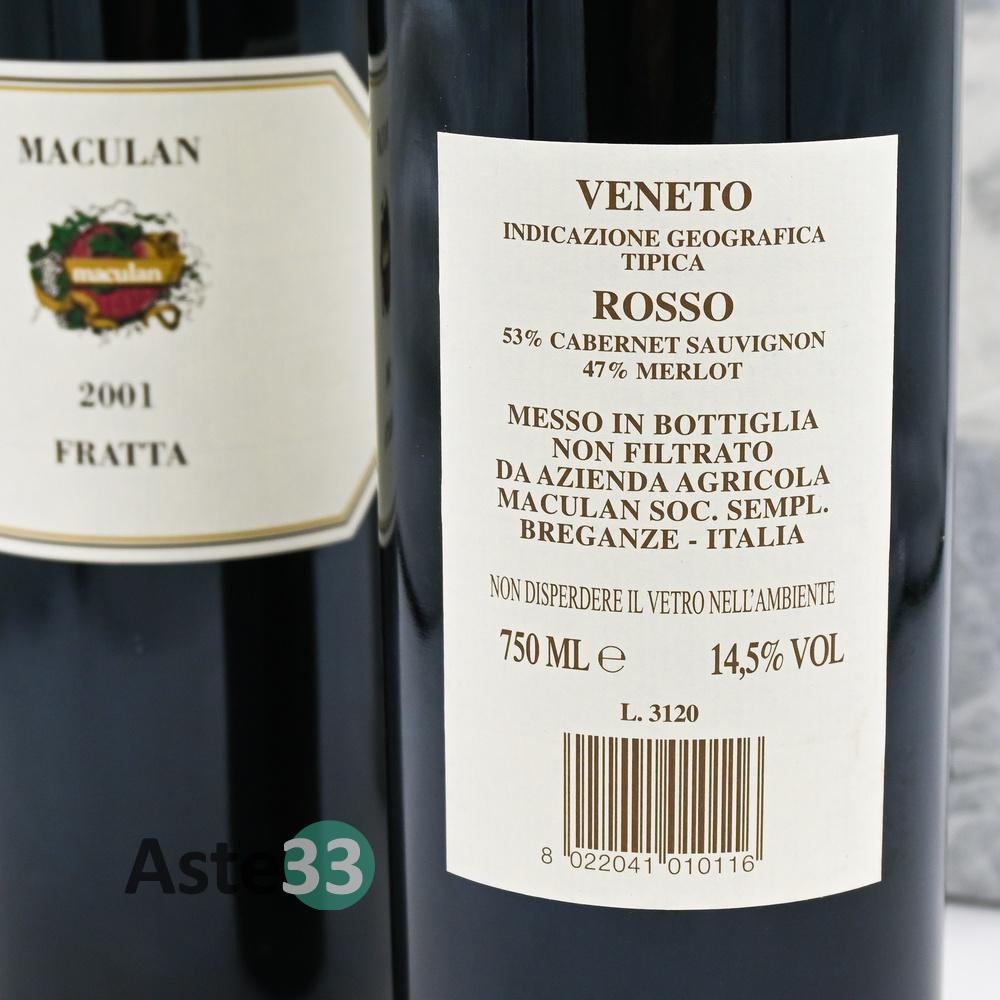 MACULAN
maculan
2001
FRATTA
VENETO
INDICAZIONE GEOGRAFICA
TIPICA
ROSSO
53% CABERNET SAUVIGNON
47% MERLOT
MESSO IN BOTTIGLIA
NON FILTRATO
DA AZIENDA AGRICOLA
MACULAN SOC. SEMPL.
BREGANZE - ITALIA
NON DISPERDERE IL VETRO NELL'AMBIENTE
750 ML ℮ 14,5% VOL
L. 3120
8 022041 010116
Aste33